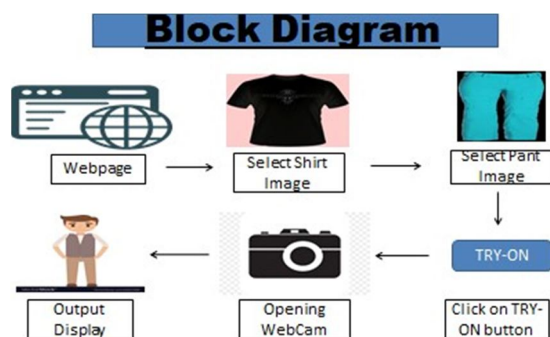 Block Diagram
Webpage
Select Shirt
Image
Select Pant
Image
TRY-ON
Output
Display
Opening
WebCam
Click on TRY-
ON button